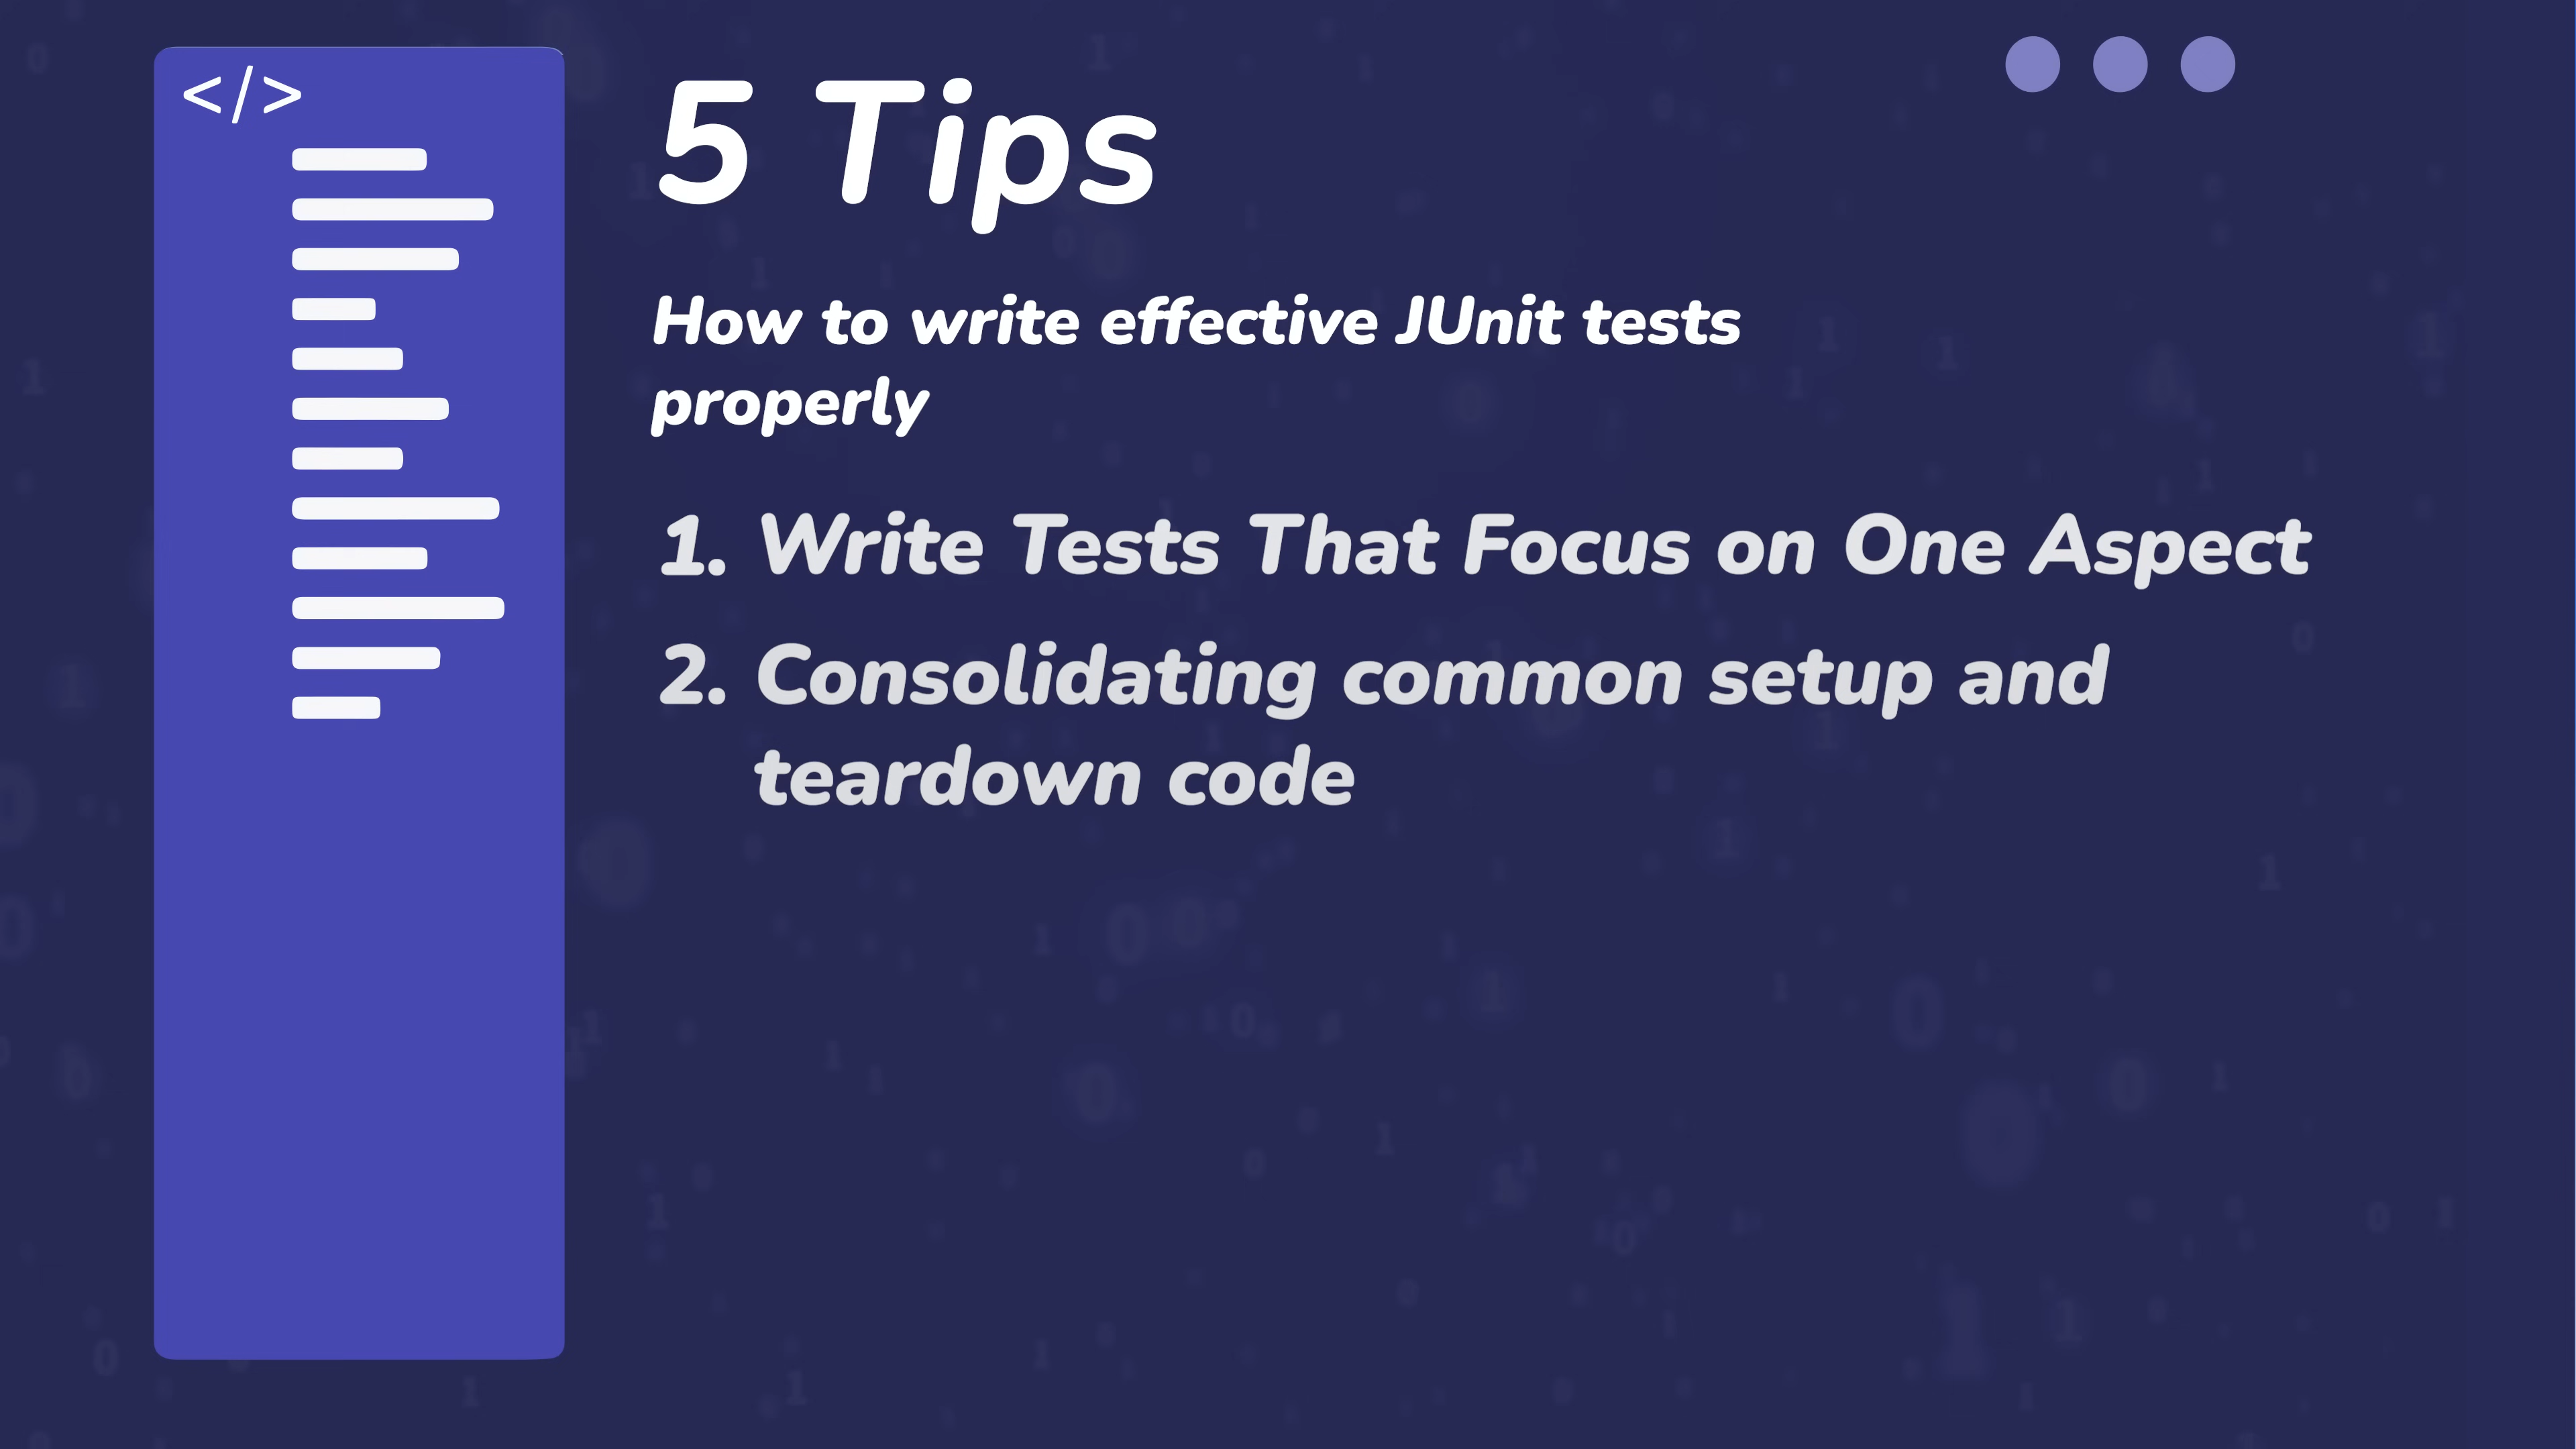 </>
5 Tips
How to write effective JUnit tests
properly
1. Write Tests That Focus on One Aspect
2. Consolidating common setup and
teardown code